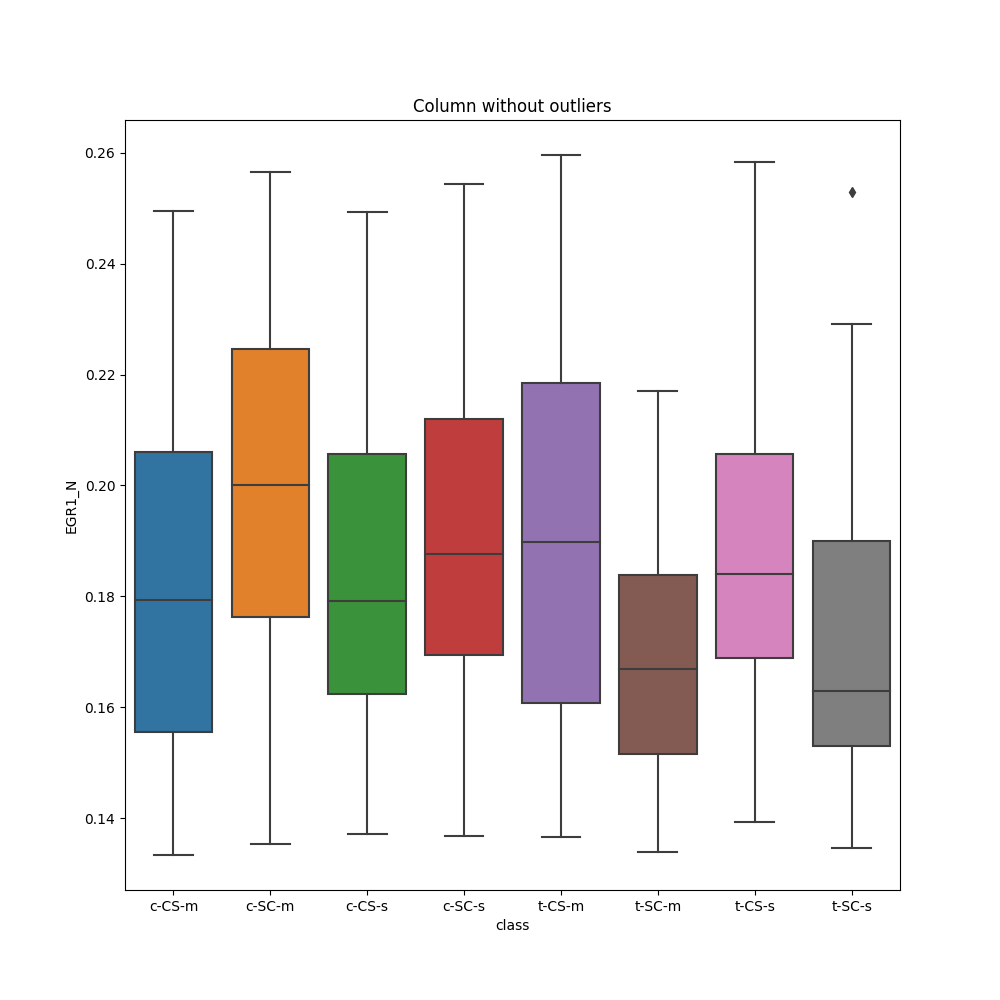 Column without outliers
0.26
0.24
0.22
0.20
0.18
0.16
0.14
EGR1_N
c-CS-m c-SC-m c-CS-s c-SC-s t-CS-m t-SC-m t-CS-s t-SC-s
class